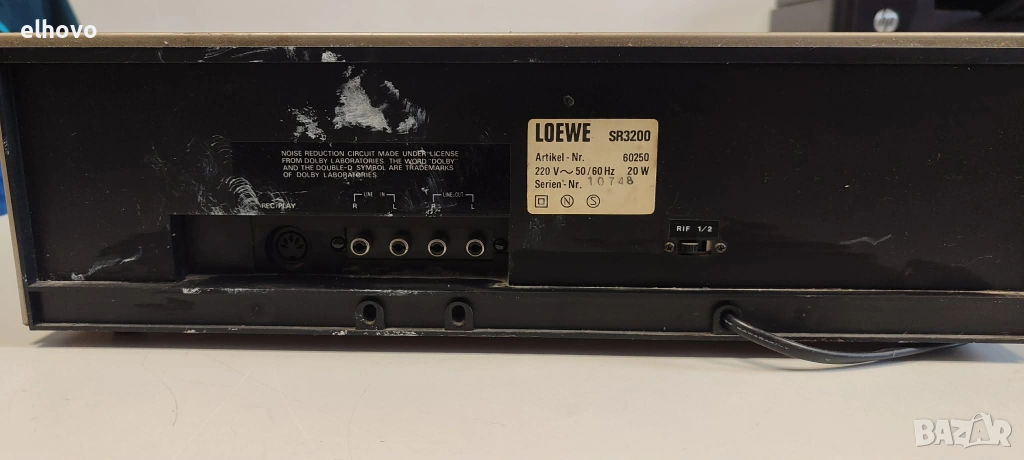 elhovo
NOISE REDUCTION CIRCUIT MADE UNDER LICENSE
FROM DOLBY LABORATORIES. THE WORD "DOLBY"
AND THE DOUBLE-D SYMBOL ARE TRADEMARKS
OF DOLBY LABORATORIES.
REC/PLAY
LINE IN
LINE OUT
R L R L
LOEWE SR3200
Artikel-Nr. 60250
220 V~50/60 Hz 20 W
Serien-Nr. 10748
N S
RIF 1/2
hp
BAZAR